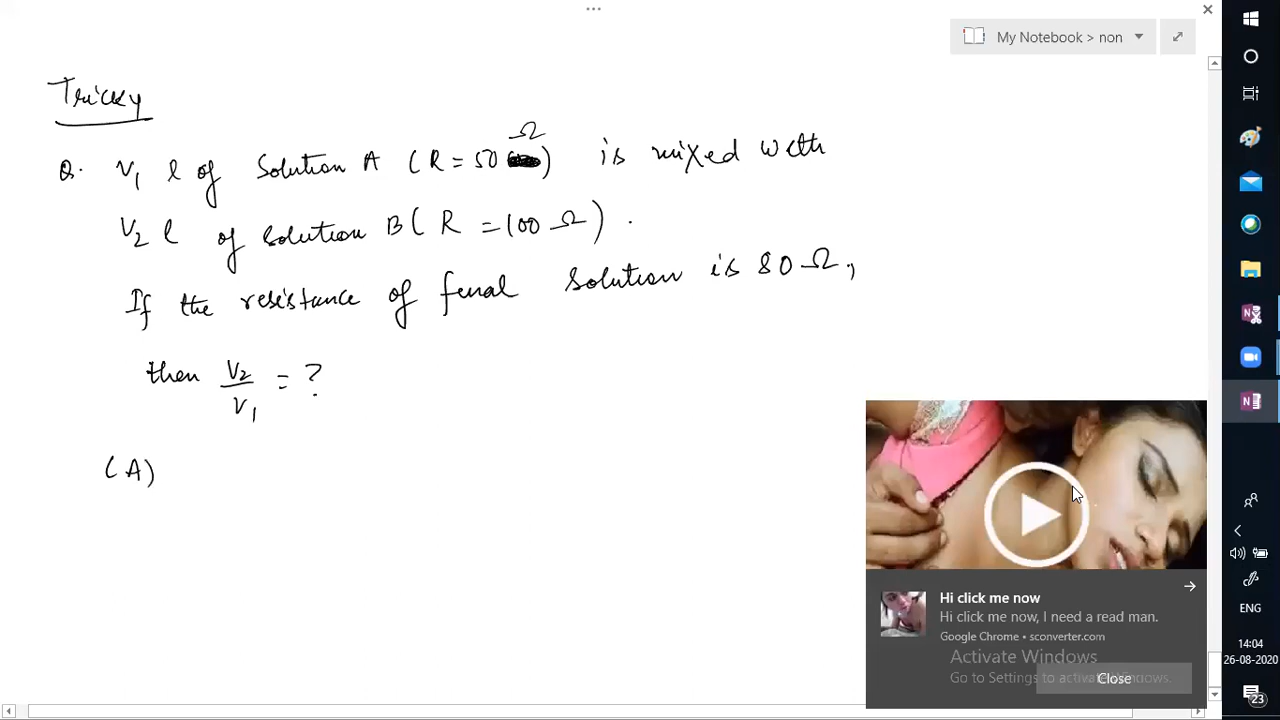 ...
My Notebook > non
Tricky
Q. V₁ l of Solution A (R = 50 Ω) is mixed with
V₂ l of solution B (R = 100 Ω).
If the resistance of final solution is 80 Ω,
then V₂/V₁ = ?
(A)
Hi click me now
Hi click me now, I need a read man.
Google Chrome • sconverter.com
Activate Windows
Go to Settings to activate Windows.
Close
ENG
14:04
26-08-2020
23